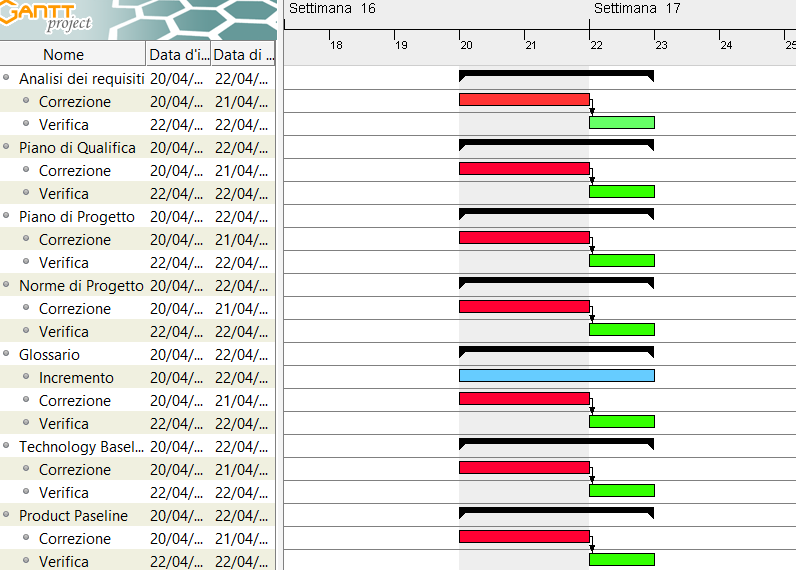 GANTT
project
Settimana 16 Settimana 17
18 19 20 21 22 23 24 25
Nome Data d'i... Data di ...
Analisi dei requisiti 20/04/... 22/04/...
Correzione 20/04/... 21/04/...
Verifica 22/04/... 22/04/...
Piano di Qualifica 20/04/... 22/04/...
Correzione 20/04/... 21/04/...
Verifica 22/04/... 22/04/...
Piano di Progetto 20/04/... 22/04/...
Correzione 20/04/... 21/04/...
Verifica 22/04/... 22/04/...
Norme di Progetto 20/04/... 22/04/...
Correzione 20/04/... 21/04/...
Verifica 22/04/... 22/04/...
Glossario 20/04/... 22/04/...
Incremento 20/04/... 22/04/...
Correzione 20/04/... 21/04/...
Verifica 22/04/... 22/04/...
Technology Basel... 20/04/... 22/04/...
Correzione 20/04/... 21/04/...
Verifica 22/04/... 22/04/...
Product Paseline 20/04/... 22/04/...
Correzione 20/04/... 21/04/...
Verifica 22/04/... 22/04/...